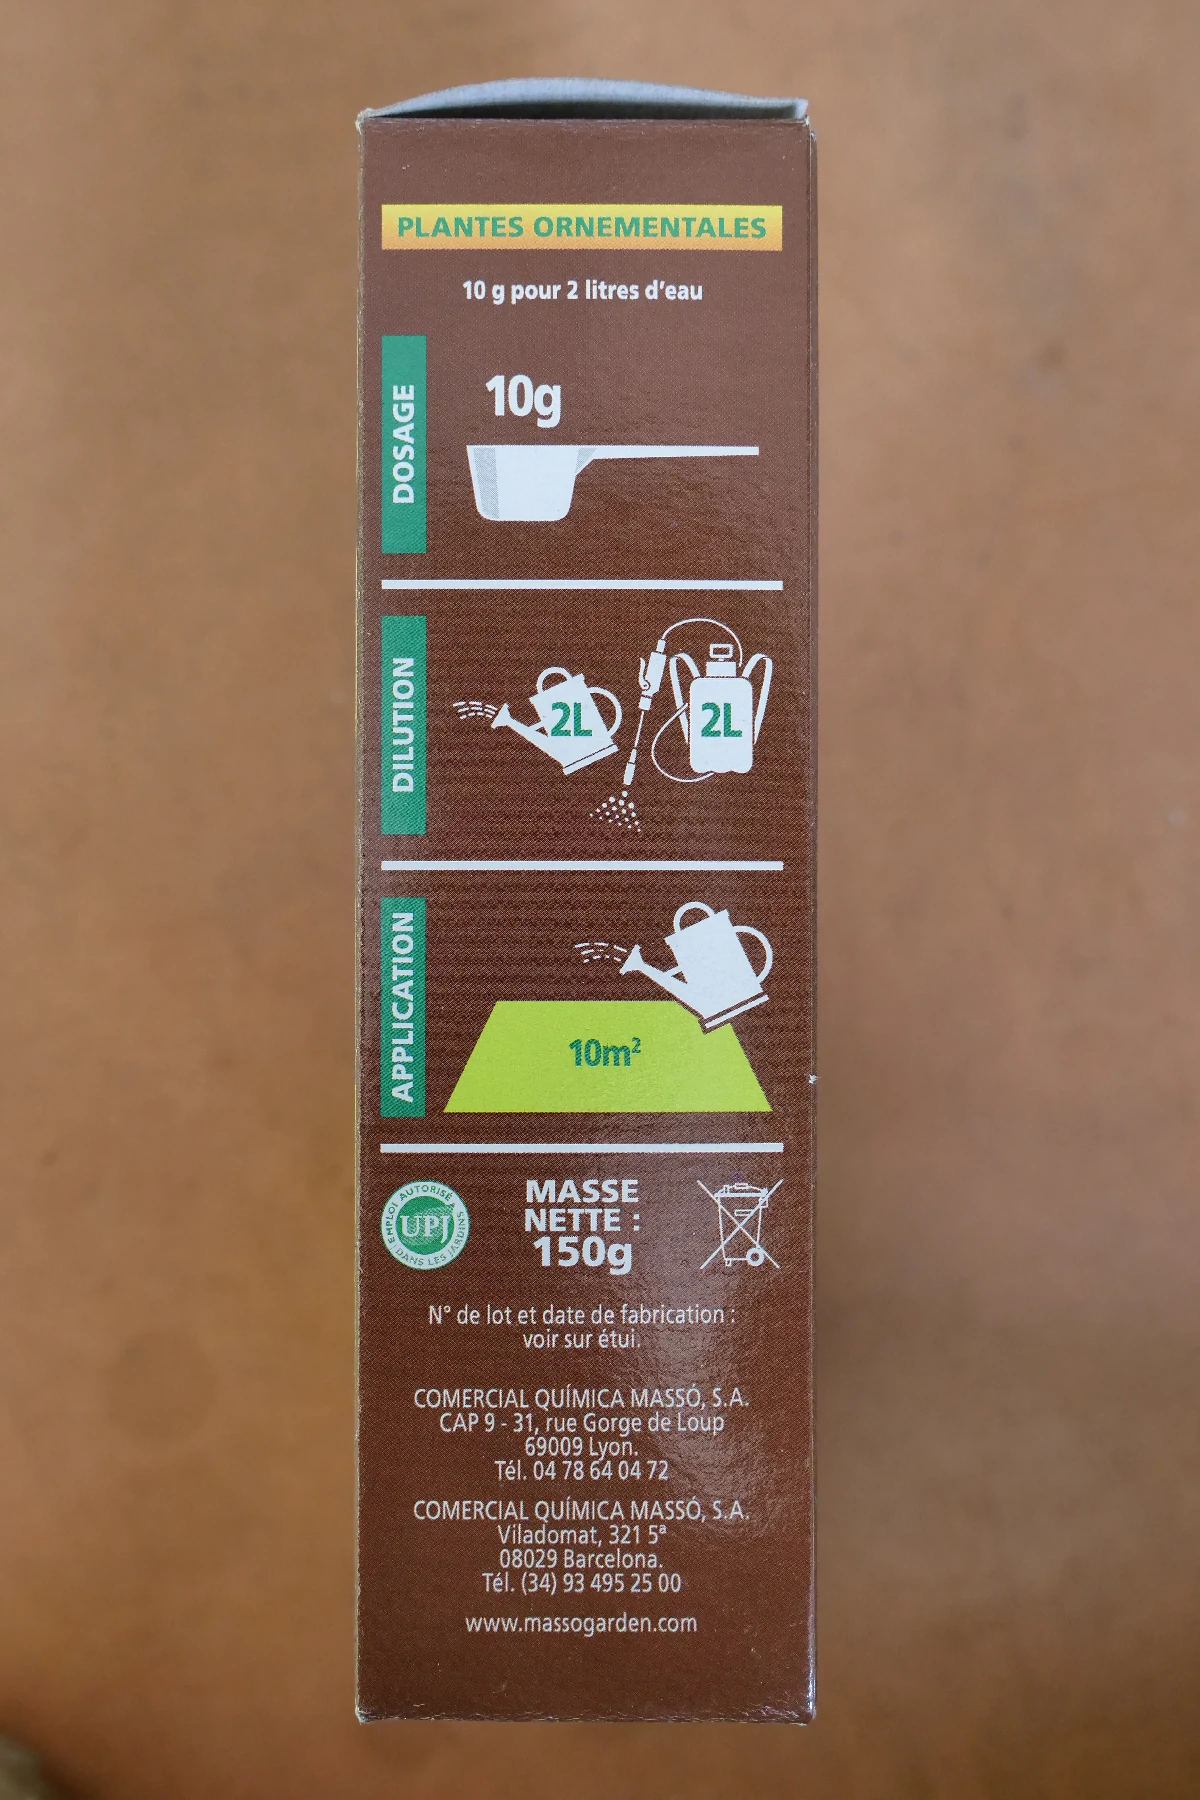 PLANTES ORNEMENTALES
10 g pour 2 litres d'eau
DOSAGE
10g
DILUTION
2L
2L
APPLICATION
10m²
EMPLOI AUTORISÉ DANS LES JARDINS
UPJ
MASSE
NETTE :
150g
N° de lot et date de fabrication :
voir sur étui.
COMERCIAL QUÍMICA MASSÓ, S.A.
CAP 9 - 31, rue Gorge de Loup
69009 Lyon.
Tél. 04 78 64 04 72
COMERCIAL QUÍMICA MASSÓ, S.A.
Viladomat, 321 5ª
08029 Barcelona.
Tél. (34) 93 495 25 00
www.massogarden.com